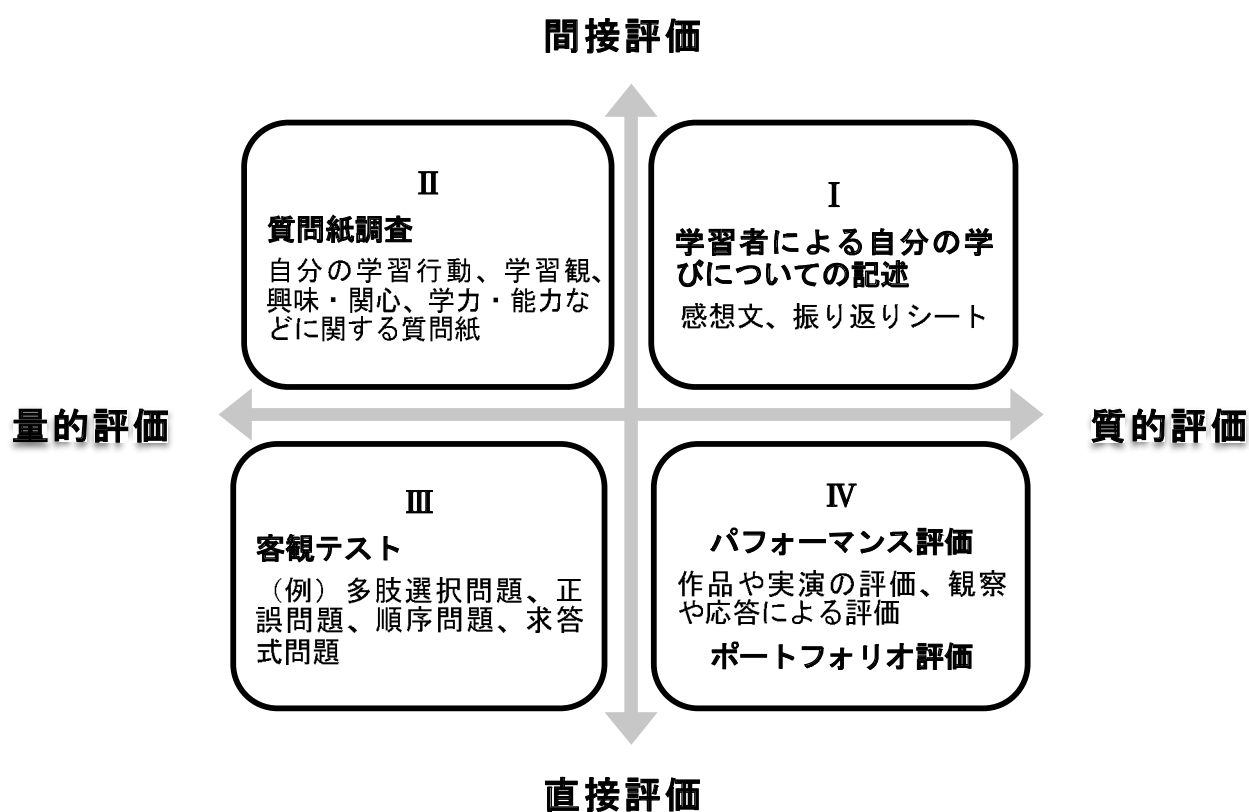 間接評価
Ⅱ
質問紙調査
自分の学習行動、学習観、
興味・関心、学力・能力な
どに関する質問紙
Ⅰ
学習者による自分の学
びについての記述
感想文、振り返りシート
量的評価
質的評価
Ⅲ
客観テスト
（例）多肢選択問題、正
誤問題、順序問題、求答
式問題
Ⅳ
パフォーマンス評価
作品や実演の評価、観察
や応答による評価
ポートフォリオ評価
直接評価